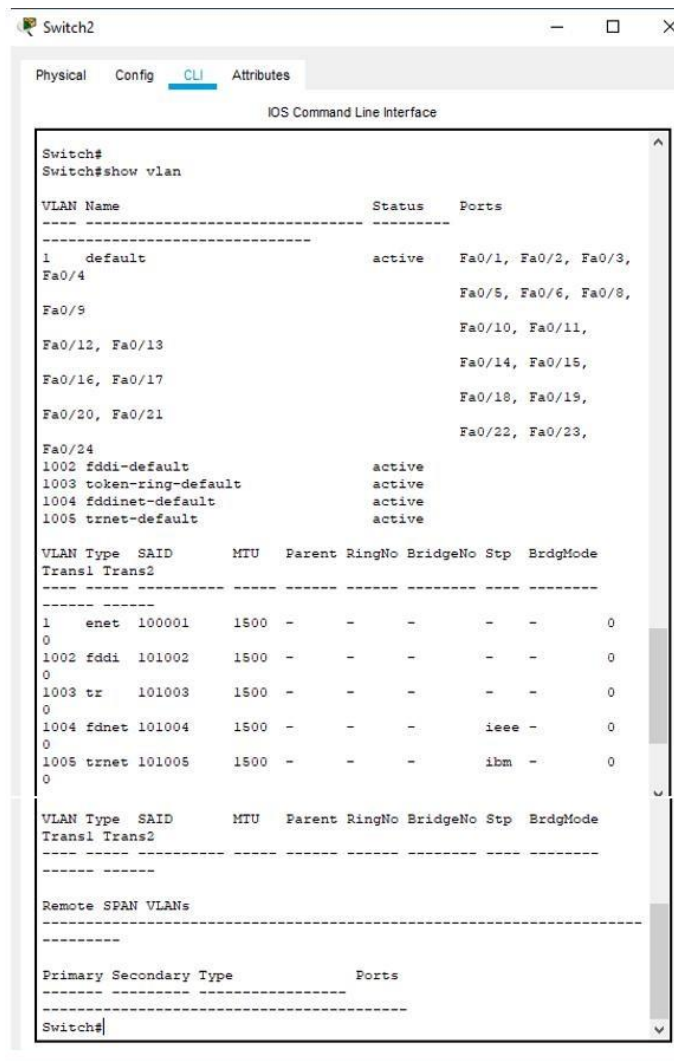 Switch2
Physical Config CLI Attributes
IOS Command Line Interface
Switch#
Switch#show vlan
VLAN Name                             Status    Ports
---- -------------------------------- ---------
-------------------------------
1    default                          active    Fa0/1, Fa0/2, Fa0/3,
Fa0/4
                                                Fa0/5, Fa0/6, Fa0/8,
Fa0/9
                                                Fa0/10, Fa0/11,
Fa0/12, Fa0/13
                                                Fa0/14, Fa0/15,
Fa0/16, Fa0/17
                                                Fa0/18, Fa0/19,
Fa0/20, Fa0/21
                                                Fa0/22, Fa0/23,
Fa0/24
1002 fddi-default                     active
1003 token-ring-default               active
1004 fddinet-default                  active
1005 trnet-default                    active
VLAN Type  SAID       MTU   Parent RingNo BridgeNo Stp  BrdgMode
Trans1 Trans2
---- ----- ---------- ----- ------ ------ -------- ---- --------
------ ------
1    enet  100001     1500  -      -      -        -    -        0
0
1002 fddi  101002     1500  -      -      -        -    -        0
0
1003 tr    101003     1500  -      -      -        -    -        0
0
1004 fdnet 101004     1500  -      -      -        ieee -        0
0
1005 trnet 101005     1500  -      -      -        ibm  -        0
0
VLAN Type  SAID       MTU   Parent RingNo BridgeNo Stp  BrdgMode
Trans1 Trans2
---- ----- ---------- ----- ------ ------ -------- ---- --------
------ ------
Remote SPAN VLANs
----------------------------------------------------------------------
---------
Primary Secondary Type              Ports
------- --------- -----------------
------------------------------------------
Switch#